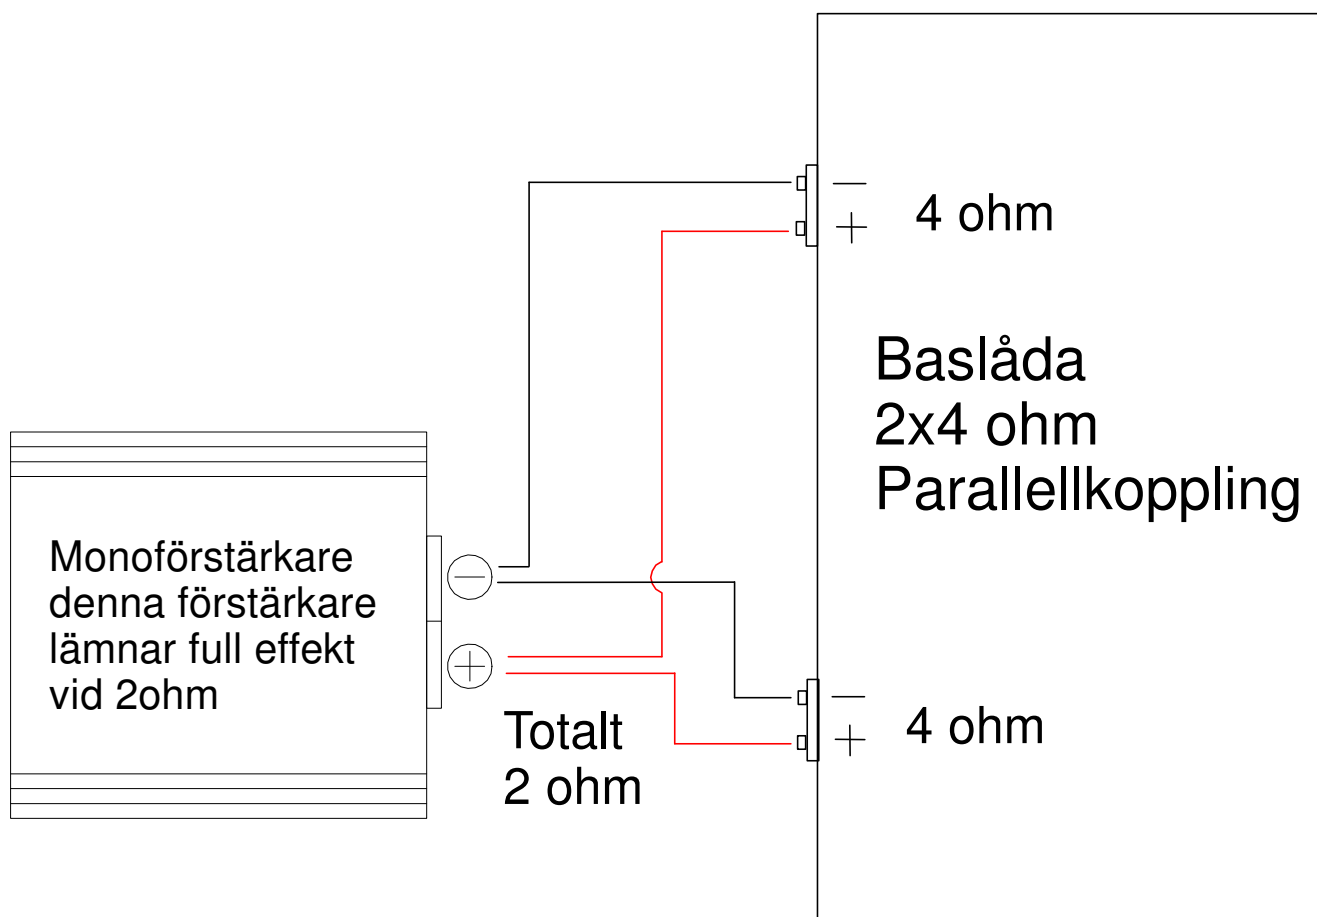 4 ohm
Baslåda
2x4 ohm
Parallellkoppling
Monoförstärkare
denna förstärkare
lämnar full effekt
vid 2ohm
Totalt
2 ohm
4 ohm